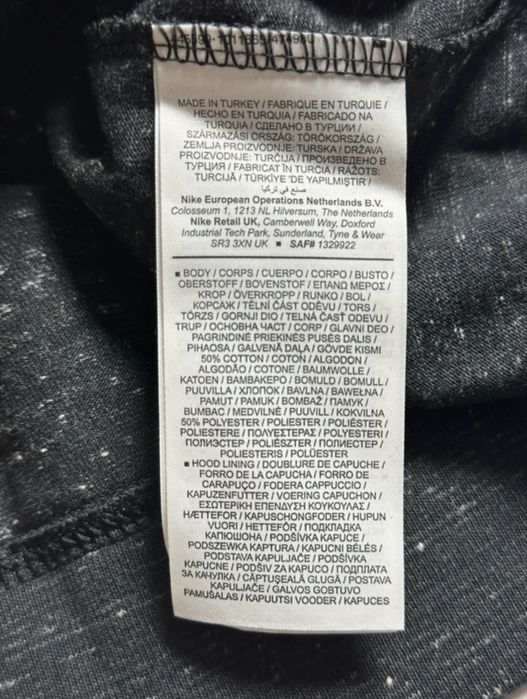 MADE IN TURKEY / FABRIQUE EN TURQUIE /
HECHO EN TURQUIA / FABRICADO NA
TURQUIA / СДЕЛАНО В ТУРЦИИ /
SZÁRMAZÁSI ORSZÁG: TÖRÖKORSZÁG /
ZEMLJA PROIZVODNJE: TURSKA / DRŽAVA
PROIZVODNJE: TURČIJA / ПРОИЗВЕДЕНО В
ТУРЦИЯ / FABRICAT ÎN TURCIA / RAŽOTS:
TURCIJĀ / TÜRKİYE 'DE YAPILMIŞTIR /
صنع في تركيا
Nike European Operations Netherlands B.V.
Colosseum 1, 1213 NL Hilversum, The Netherlands
Nike Retail UK, Camberwell Way, Doxford
Industrial Tech Park, Sunderland, Tyne & Wear
SR3 3XN UK ■ SAF# 1329922
■ BODY / CORPS / CUERPO / CORPO / BUSTO /
OBERSTOFF / BOVENSTOF / ΕΠΑΝΩ ΜΕΡΟΣ /
KROP / ÖVERKROPP / RUNKO / BOL /
КОРСАЖ / TĚLNÍ ČÁST ODĚVU / TORS /
TÖRZS / GORNJI DIO / TELNÁ ČASŤ ODEVU /
TRUP / ОСНОВНА ЧАСТ / CORP / GLAVNI DEO /
PAGRINDINĖ PRIEKINĖS PUSĖS DALIS /
PIHAOSA / GALVENĀ DAĻA / GÖVDE KISMI
50% COTTON / COTON / ALGODON /
ALGODÃO / COTONE / BAUMWOLLE /
KATOEN / ΒΑΜΒΑΚΕΡΟ / BOMULD / BOMULL /
PUUVILLA / ХЛОПОК / BAVLNA / BAWEŁNA /
PAMUT / PAMUK / BOMBAŽ / ПАМУК /
BUMBAC / MEDVILNĖ / PUUVILL / KOKVILNA
50% POLYESTER / POLIESTER / POLIÉSTER /
POLIESTERE / ΠΟΛΥΕΣΤΕΡΑΣ / POLYESTERI /
ПОЛИЭСТЕР / POLIÉSZTER / ПОЛИЕСТЕР /
POLIESTERIS / POLÜESTER
■ HOOD LINING / DOUBLURE DE CAPUCHE /
FORRO DE LA CAPUCHA / FORRO DE
CARAPUÇO / FODERA CAPPUCCIO /
KAPUZENFUTTER / VOERING CAPUCHON /
ΕΣΩΤΕΡΙΚΗ ΕΠΕΝΔΥΣΗ ΚΟΥΚΟΥΛΑΣ /
HÆTTEFOR / KAPUSCHONGFODER / HUPUN
VUORI / HETTEFÔR / ПОДКЛАДКА
КАПЮШОНА / PODŠÍVKA KAPUCE /
PODSZEWKA KAPTURA / KAPUCNI BÉLÉS /
PODSTAVA KAPULJAČE / PODŠÍVKA
KAPUCNE / PODŠIV ZA KAPUCO / ПОДПЛАТА
ЗА КАЧУЛКА / CĂPTUŞEALĂ GLUGĂ / POSTAVA
KAPULJAČE / GALVOS GOBTUVO
PAMUŠALAS / KAPUUTSI VOODER / KAPUCES